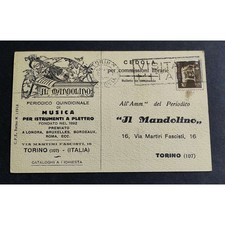 IL MANDOLINO
PERIODICO QUINDICINALE
DI
MUSICA
PER ISTRUMENTI A PLETTRO
FONDATO NEL 1892
PREMIATO
A LONDRA, BRUXELLES, BORDEAUX,
ROMA, ECC.
VIA MARTIRI FASCISTI, 16
TORINO (107) - (ITALIA)
CATALOGHI A RICHIESTA
CEDOLA
per commissioni librarie
All'Amm. del Periodico
"Il Mandolino"
16, Via Martiri Fascisti, 16
TORINO (107)